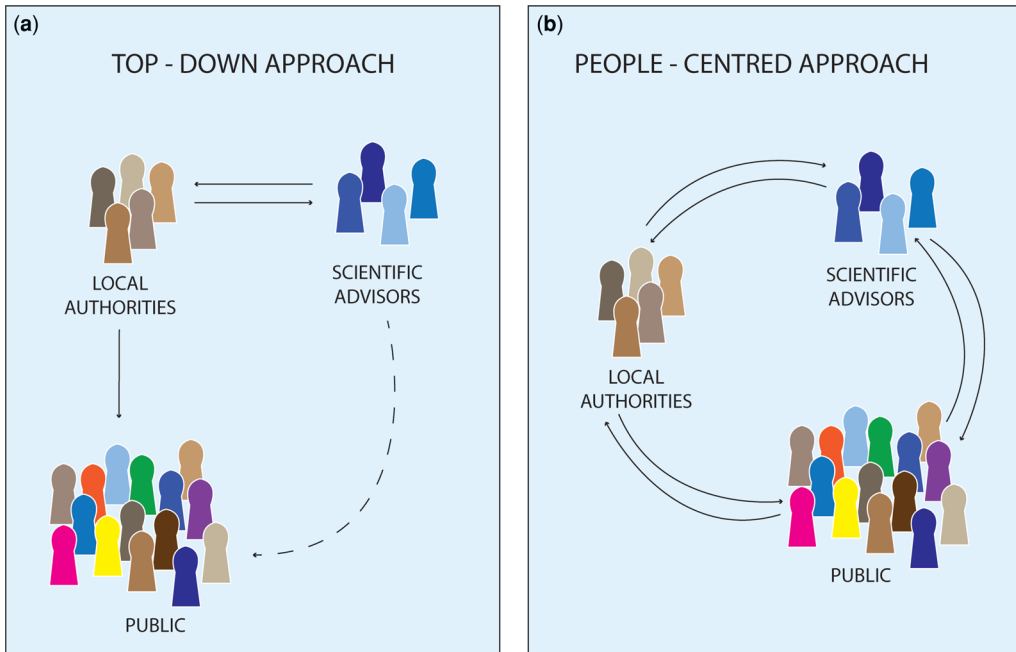 (a)
TOP - DOWN APPROACH
LOCAL
AUTHORITIES
SCIENTIFIC
ADVISORS
PUBLIC
(b)
PEOPLE - CENTRED APPROACH
SCIENTIFIC
ADVISORS
LOCAL
AUTHORITIES
PUBLIC